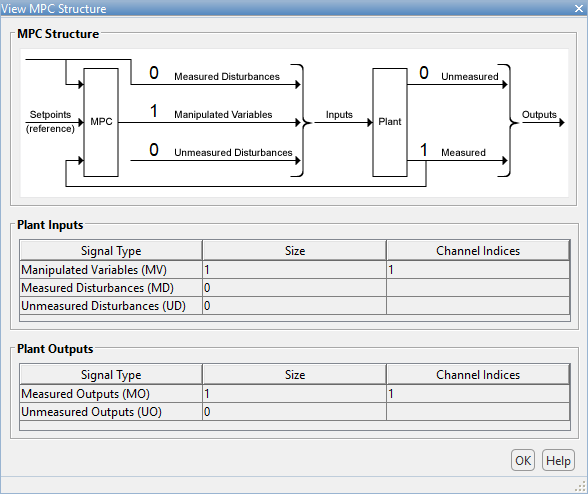 View MPC Structure
MPC Structure
0 Measured Disturbances
0 Unmeasured
Setpoints
(reference)
MPC
1 Manipulated Variables
Inputs
Plant
Outputs
0 Unmeasured Disturbances
1 Measured
Plant Inputs
Signal Type Size Channel Indices
Manipulated Variables (MV) 1 1
Measured Disturbances (MD) 0
Unmeasured Disturbances (UD) 0
Plant Outputs
Signal Type Size Channel Indices
Measured Outputs (MO) 1 1
Unmeasured Outputs (UO) 0
OK Help